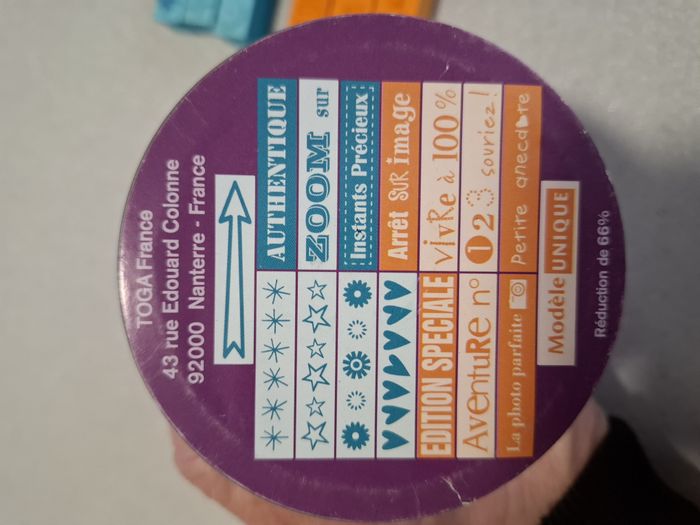 TOGA France
43 rue Edouard Colonne
92000 Nanterre - France
AUTHENTIQUE
ZOOM sur
Instants Précieux
Arrêt SUR image
EDITION SPECIALE
vivRe à 100%
AventuRe n°
1 2 3 souriez!
La photo parfaite
Petite anecdote
Modèle UNIQUE
Réduction de 66%